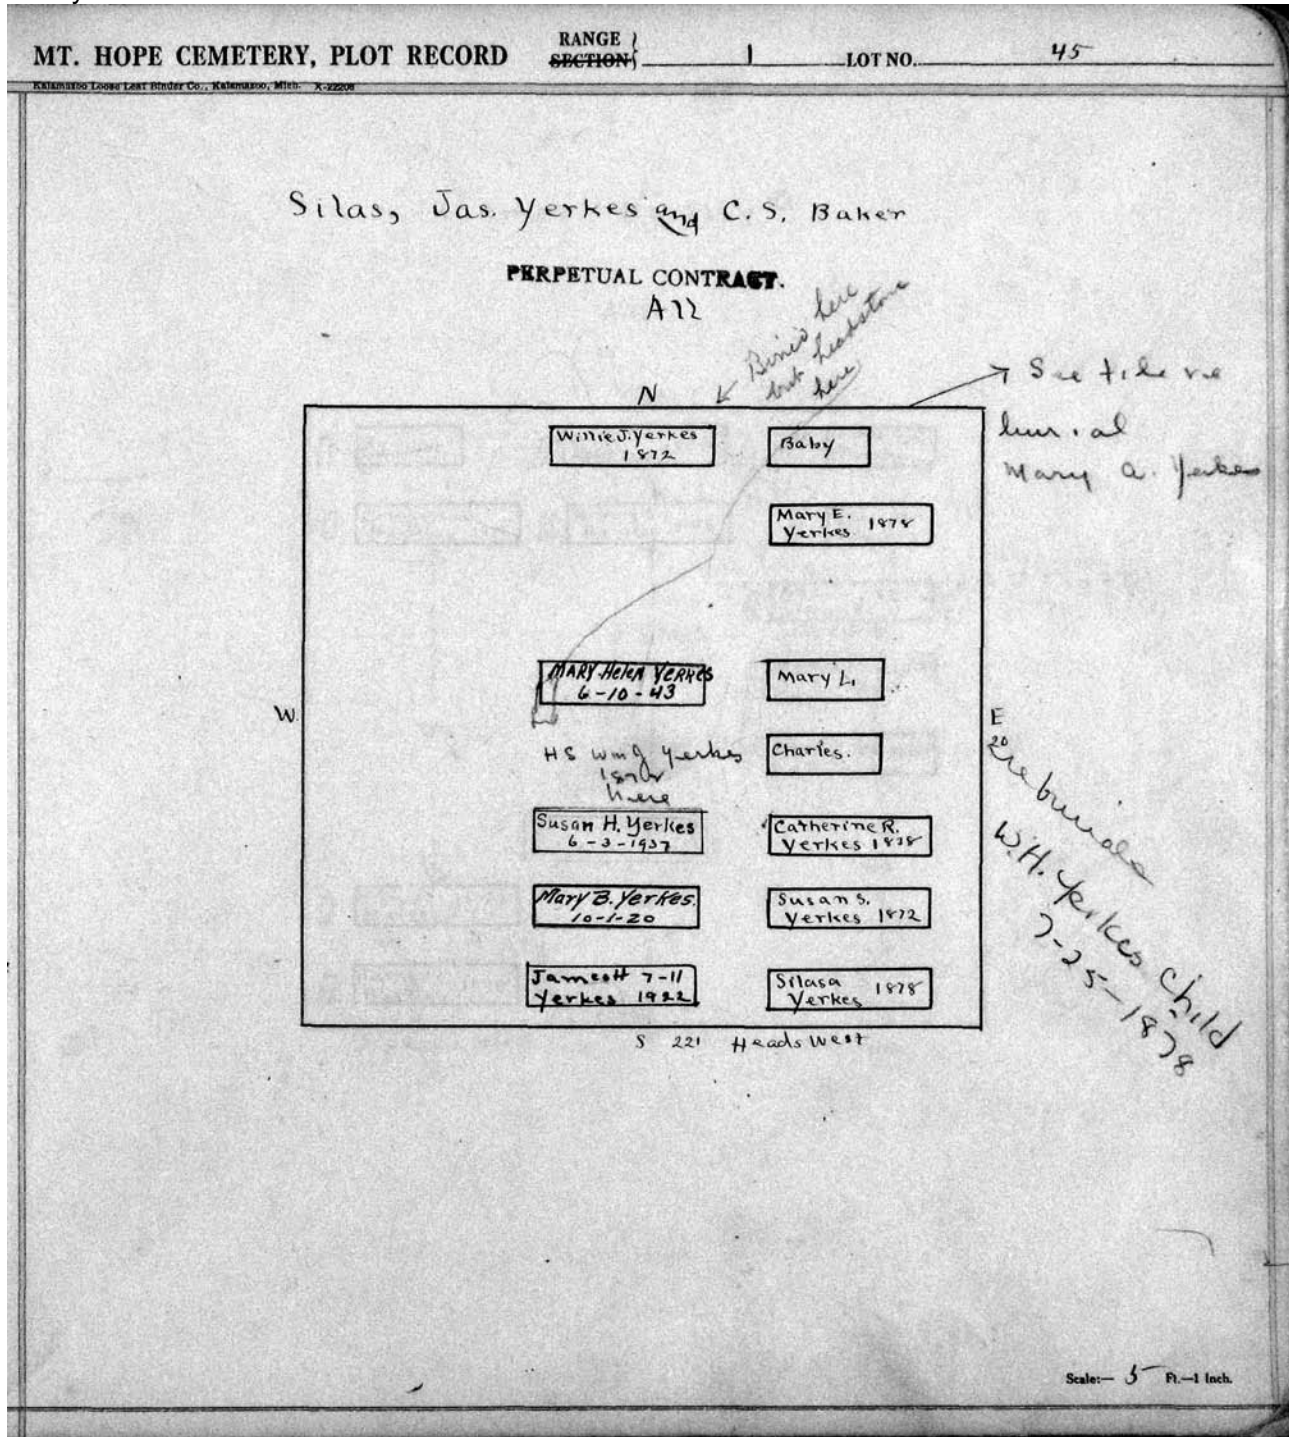 MT. HOPE CEMETERY, PLOT RECORD
RANGE
SECTION
1
LOT NO. 45
Kalamazoo Loose Leaf Binder Co., Kalamazoo, Mich. X-22208
Silas, Jas. Yerkes and C. S. Baker
PERPETUAL CONTRACT.
All
here
but headstone
here
N
See file re
burial
Mary A. Yerkes
Willie J. Yerkes
1872
Baby
Mary E.
Yerkes 1878
MARY HELEN YERKES
6-10-43
Mary L.
W.
E
HS Wm J Yerkes
1872
here
Charles.
Susan H. Yerkes
6-3-1937
Catherine R.
Yerkes 1878
Mary B. Yerkes.
10-1-20
Susan S.
Yerkes 1872
James H 7-11
Yerkes 1922
Silas A
Yerkes 1878
W.H. Yerkes child
7-25-1878
S 221 Heads West
Scale:— 5 Ft.—1 Inch.